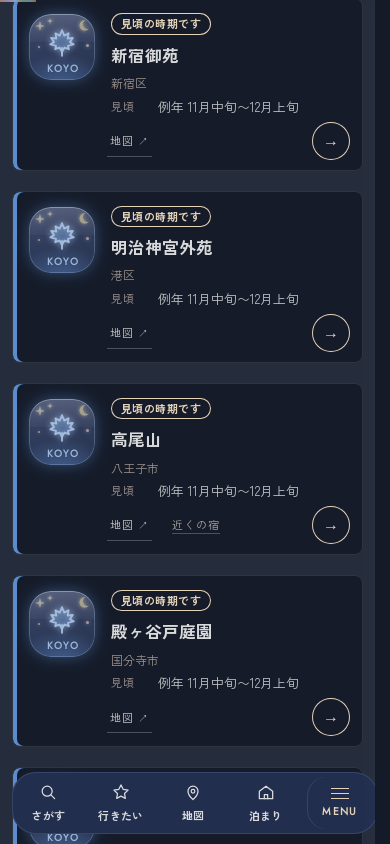 見頃の時期です
新宿御苑
新宿区
見頃 例年 11月中旬〜12月上旬
地図 ↗
→
KOYO
見頃の時期です
明治神宮外苑
港区
見頃 例年 11月中旬〜12月上旬
地図 ↗
→
KOYO
見頃の時期です
高尾山
八王子市
見頃 例年 11月中旬〜12月上旬
地図 ↗ 近くの宿
→
KOYO
見頃の時期です
殿ヶ谷戸庭園
国分寺市
見頃 例年 11月中旬〜12月上旬
地図 ↗
→
KOYO
さがす 行きたい 地図 泊まり MENU
KOYO